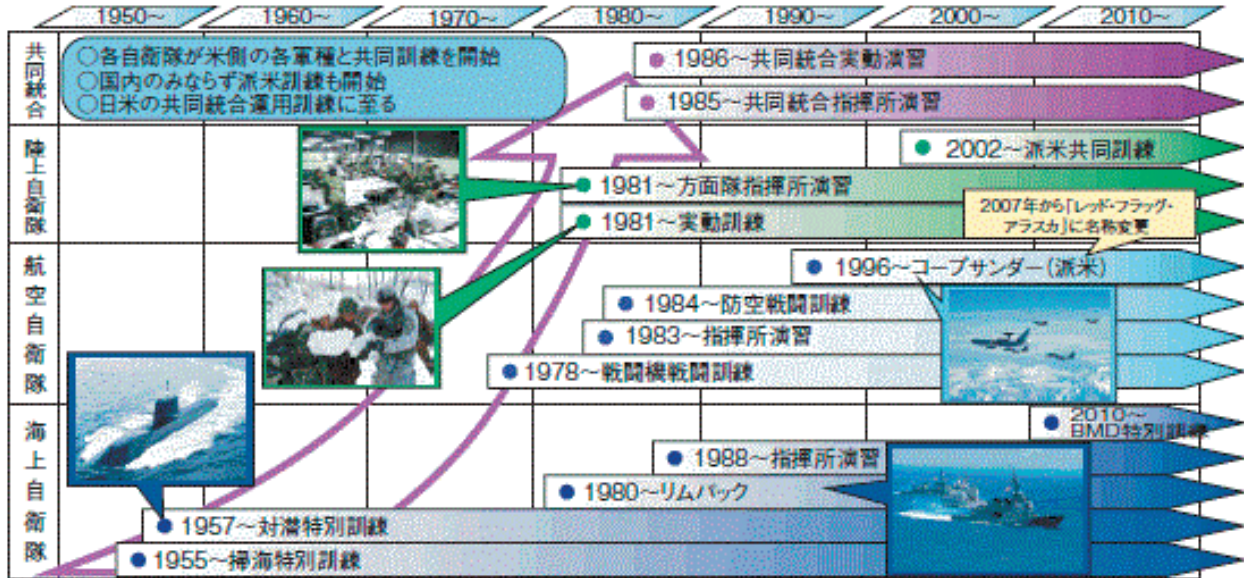 1950～ 1960～ 1970～ 1980～ 1990～ 2000～ 2010～
共同統合
○各自衛隊が米側の各軍種と共同訓練を開始
○国内のみならず派米訓練も開始
○日米の共同統合運用訓練に至る
1986～共同統合実動演習
1985～共同統合指揮所演習
陸上自衛隊
2002～派米共同訓練
1981～方面隊指揮所演習
1981～実動訓練
2007年から「レッド・フラッグ・
アラスカ」に名称変更
航空自衛隊
1996～コープサンダー（派米）
1984～防空戦闘訓練
1983～指揮所演習
1978～戦闘機戦闘訓練
海上自衛隊
2010～
BMD特別訓練
1988～指揮所演習
1980～リムパック
1957～対潜特別訓練
1955～掃海特別訓練